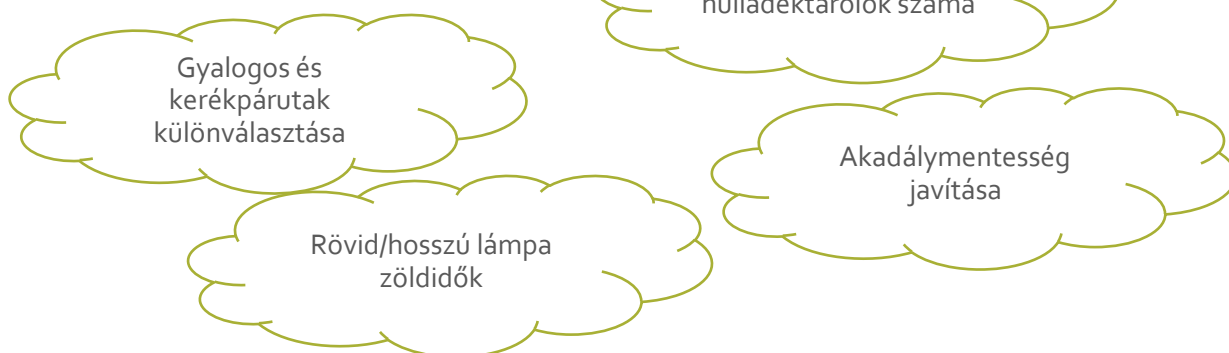 hulladéktárolók száma
Gyalogos és
kerékpárutak
különválasztása
Akadálymentesség
javítása
Rövid/hosszú lámpa
zöldidők